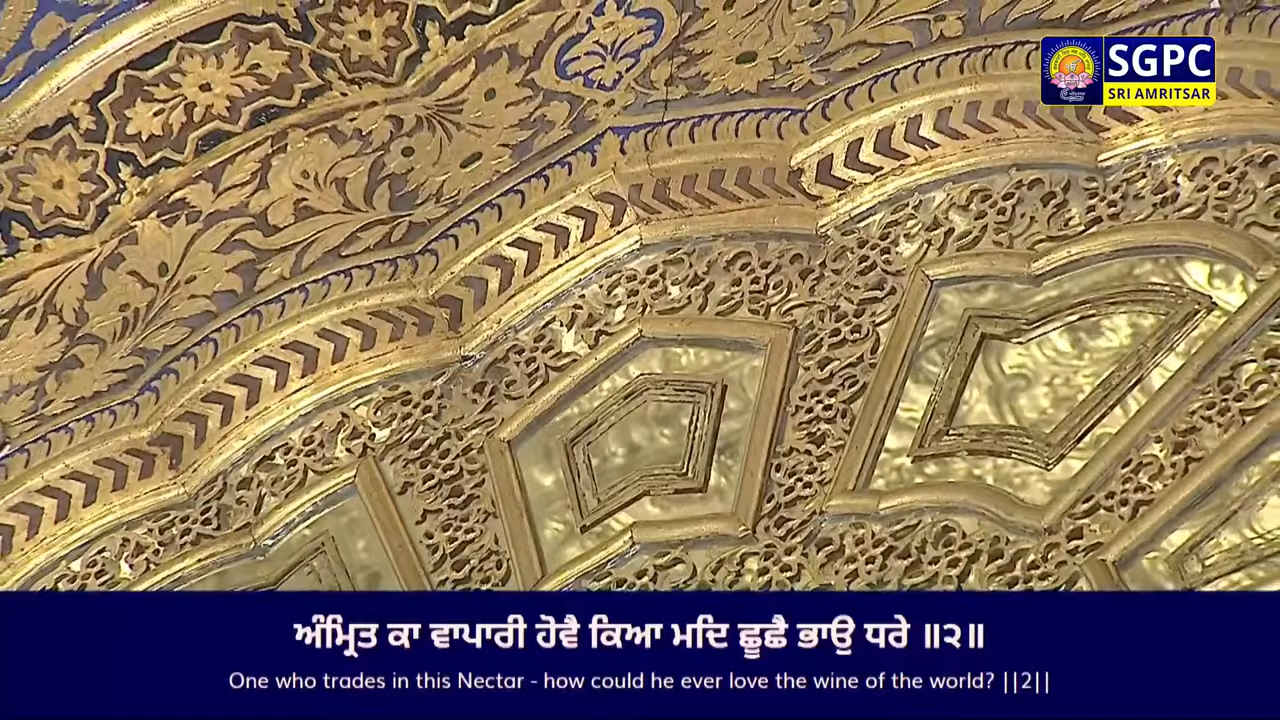 SGPC
SRI AMRITSAR
ਅੰਮ੍ਰਿਤ ਕਾ ਵਾਪਾਰੀ ਹੋਵੈ ਕਿਆ ਮਦਿ ਛੂਛੈ ਭਾਉ ਧਰੇ ॥੨॥
One who trades in this Nectar - how could he ever love the wine of the world? ||2||